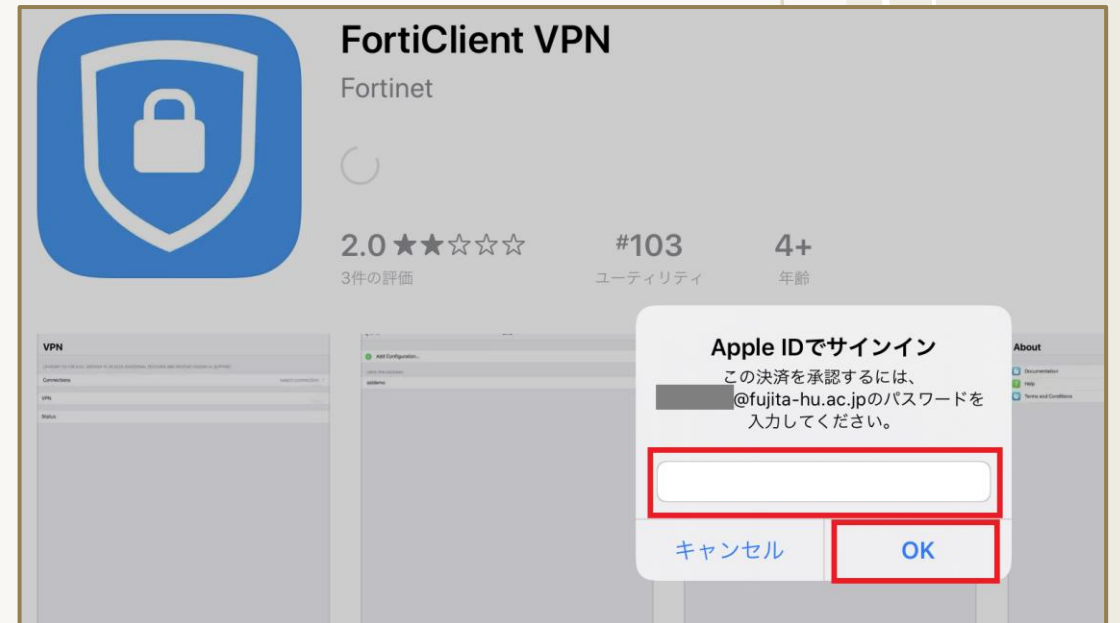 FortiClient VPN
Fortinet
2.0 ★★☆☆☆
#103
4+
3件の評価
ユーティリティ
年齢
VPN
Connections
VPN
Status
Add Configuration...
Apple IDでサインイン
この決済を承認するには、
@fujita-hu.ac.jpのパスワードを
入力してください。
キャンセル
OK
About
Documentation
Help
Terms and Conditions